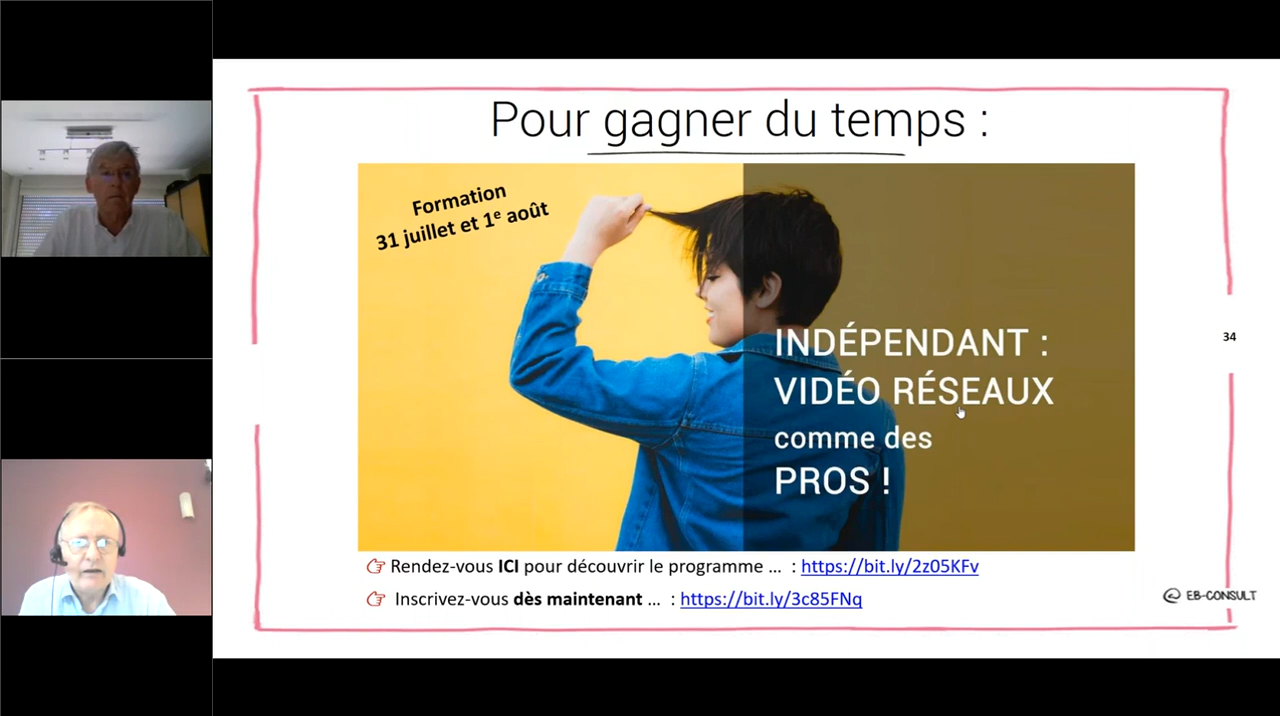 Pour gagner du temps :
Formation
31 juillet et 1e août
INDÉPENDANT :
VIDÉO RÉSEAUX
comme des
PROS !
34
☞ Rendez-vous ICI pour découvrir le programme … : https://bit.ly/2z05KFv
☞ Inscrivez-vous dès maintenant … : https://bit.ly/3c85FNq
@ EB-CONSULT